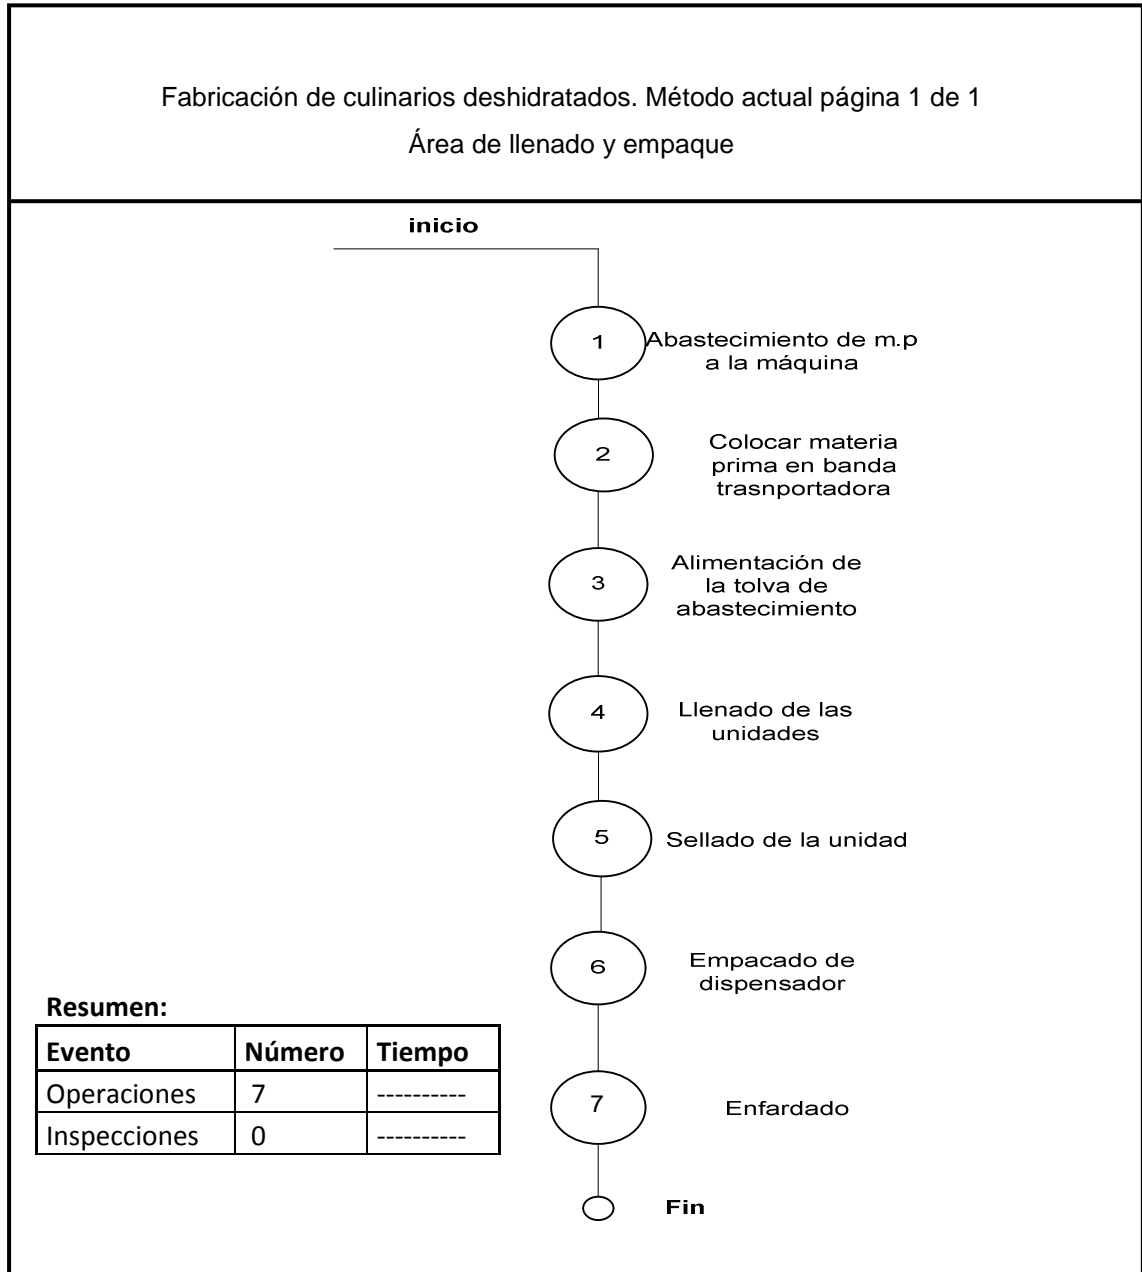 Fabricación de culinarios deshidratados. Método actual página 1 de 1
Área de llenado y empaque
inicio
1
Abastecimiento de m.p
a la máquina
2
Colocar materia
prima en banda
trasnportadora
3
Alimentación de
la tolva de
abastecimiento
4
Llenado de las
unidades
5
Sellado de la unidad
6
Empacado de
dispensador
7
Enfardado
Fin
Resumen:
Evento Número Tiempo
Operaciones 7 ----------
Inspecciones 0 ----------